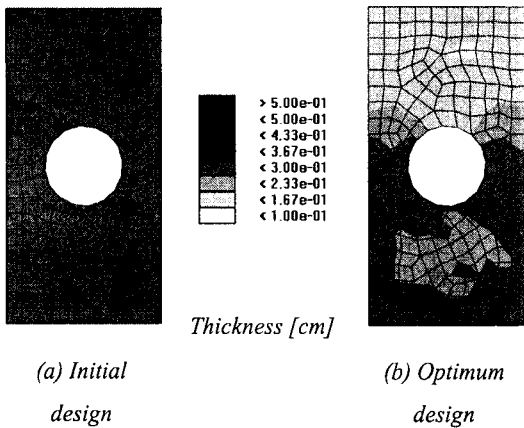 > 5.00e-01
< 5.00e-01
< 4.33e-01
< 3.67e-01
< 3.00e-01
< 2.33e-01
< 1.67e-01
< 1.00e-01
Thickness [cm]
(a) Initial
design
(b) Optimum
design